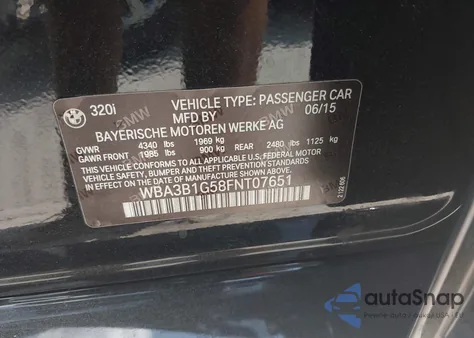 BMW
320i
VEHICLE TYPE: PASSENGER CAR
MFD BY 06/15
BAYERISCHE MOTOREN WERKE AG
GVWR 4340 lbs 1969 kg
GAWR FRONT 1985 lbs 900 kg REAR 2480 lbs 1125 kg
THIS VEHICLE CONFORMS TO ALL APPLICABLE U.S. FEDERAL MOTOR
VEHICLE SAFETY, BUMPER, AND THEFT PREVENTION STANDARDS IN
EFFECT ON THE DATE OF MANUFACTURE SHOWN ABOVE.
WBA3B1G58FNT07651
autoSnap